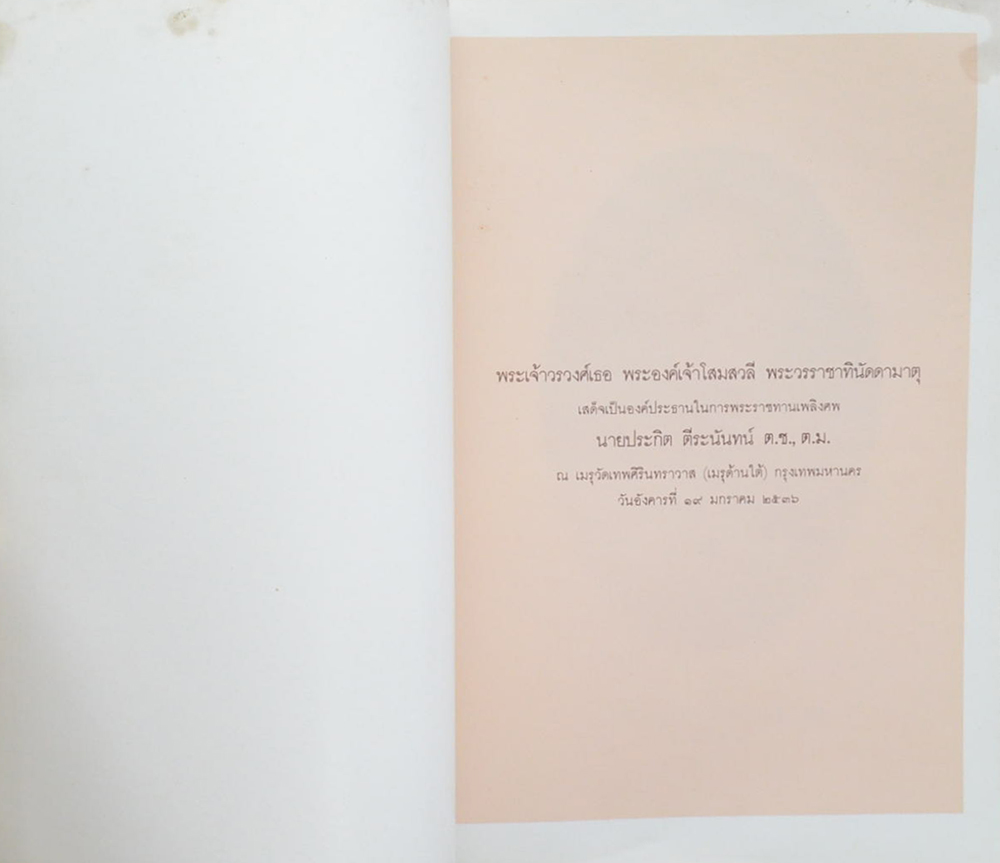 พระเจ้าวรวงศ์เธอ พระองค์เจ้าโสมสวลี พระวรราชาทินัดดามาตุ
เสด็จเป็นองค์ประธานในการพระราชทานเพลิงศพ
นายประกิต ตีระนันทน์ ต.ช., ต.ม.
ณ เมรุวัดเทพศิรินทราวาส (เมรุด้านใต้) กรุงเทพมหานคร
วันอังคารที่ ๑๙ มกราคม ๒๕๓๖